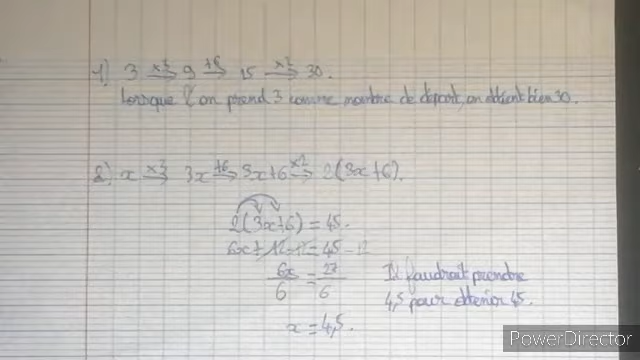 1) 3 ×3→ 9 +6→ 15 ×2→ 30.
Lorsque l'on prend 3 comme nombre de départ, on obtient bien 30.
2) x ×3→ 3x +6→ 3x+6 ×2→ 2(3x+6).
2(3x+6) = 45.
6x+12-12 = 45-12
6x/6 = 27/6
Il faudrait prendre
4,5 pour obtenir 45.
x = 4,5.
PowerDirector